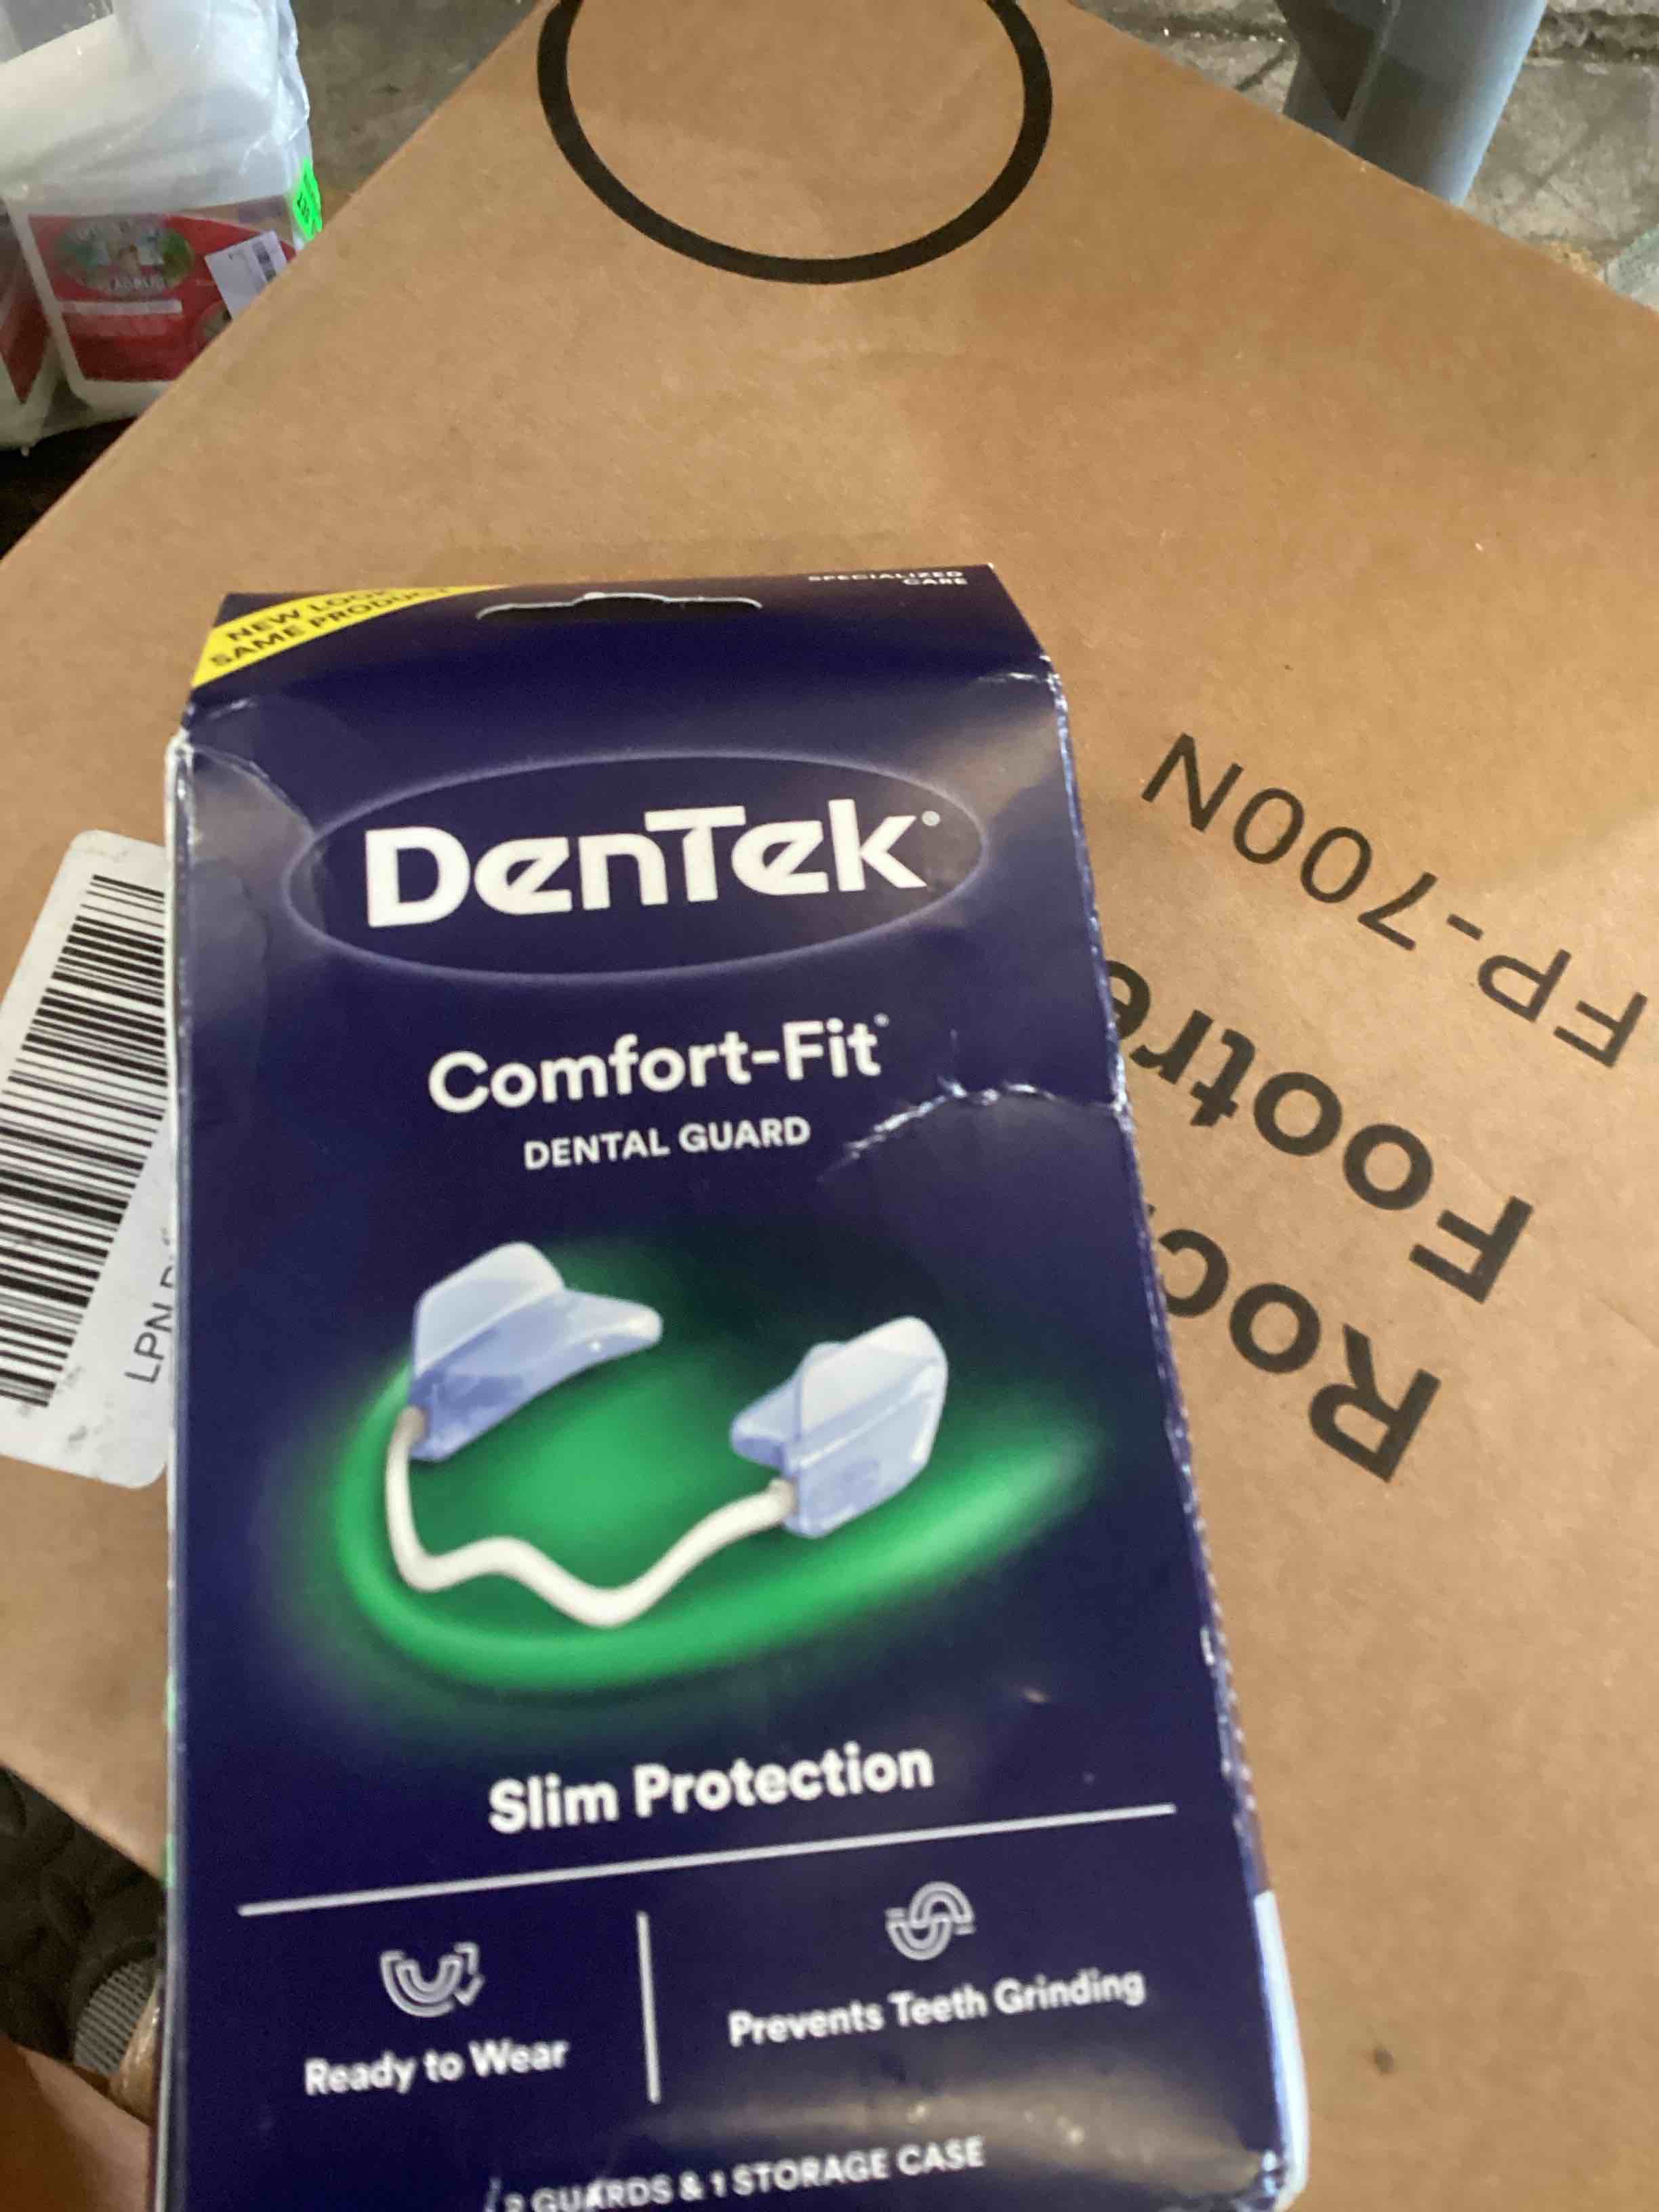 NEW LOOK
SAME PRODUCT
SPECIALIZED
CARE
DenTek®
Comfort-Fit®
DENTAL GUARD
Slim Protection
Ready to Wear
Prevents Teeth Grinding
2 GUARDS & 1 STORAGE CASE
FP-700N
Footre
Roc
LPN